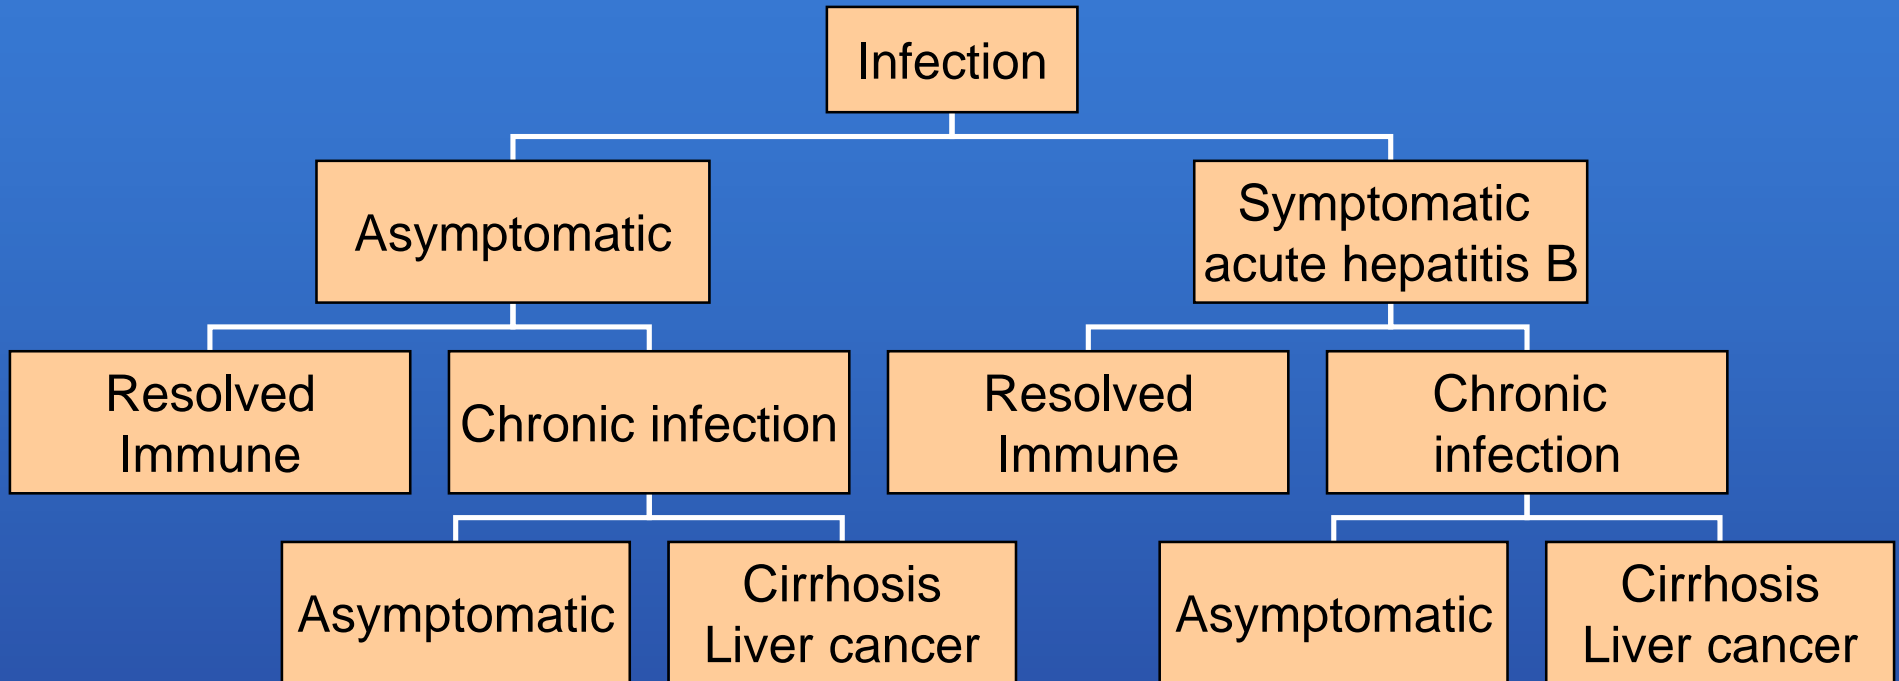 Infection
Asymptomatic
Symptomatic
acute hepatitis B
Resolved
Immune
Chronic infection
Resolved
Immune
Chronic
infection
Asymptomatic
Cirrhosis
Liver cancer
Asymptomatic
Cirrhosis
Liver cancer